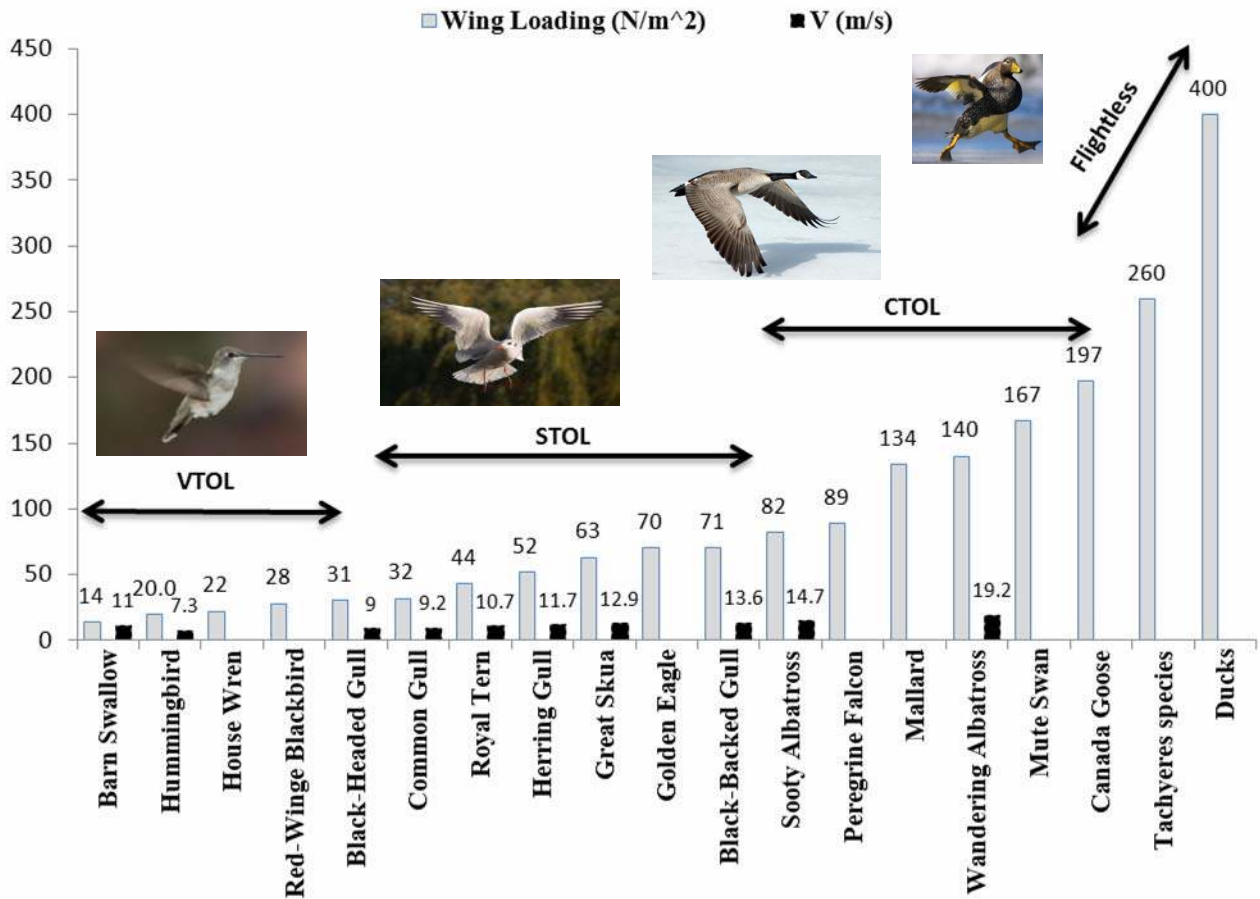 Wing Loading (N/m^2) V (m/s)
450
400
350
300
250
200
150
100
50
0
VTOL
STOL
CTOL
Flightless
14
11
20.0
7.3
22
28
31
9
32
9.2
44
10.7
52
11.7
63
12.9
70
71
13.6
82
14.7
89
134
140
19.2
167
197
260
400
Barn Swallow
Hummingbird
House Wren
Red-Winge Blackbird
Black-Headed Gull
Common Gull
Royal Tern
Herring Gull
Great Skua
Golden Eagle
Black-Backed Gull
Sooty Albatross
Peregrine Falcon
Mallard
Wandering Albatross
Mute Swan
Canada Goose
Tachyeres species
Ducks